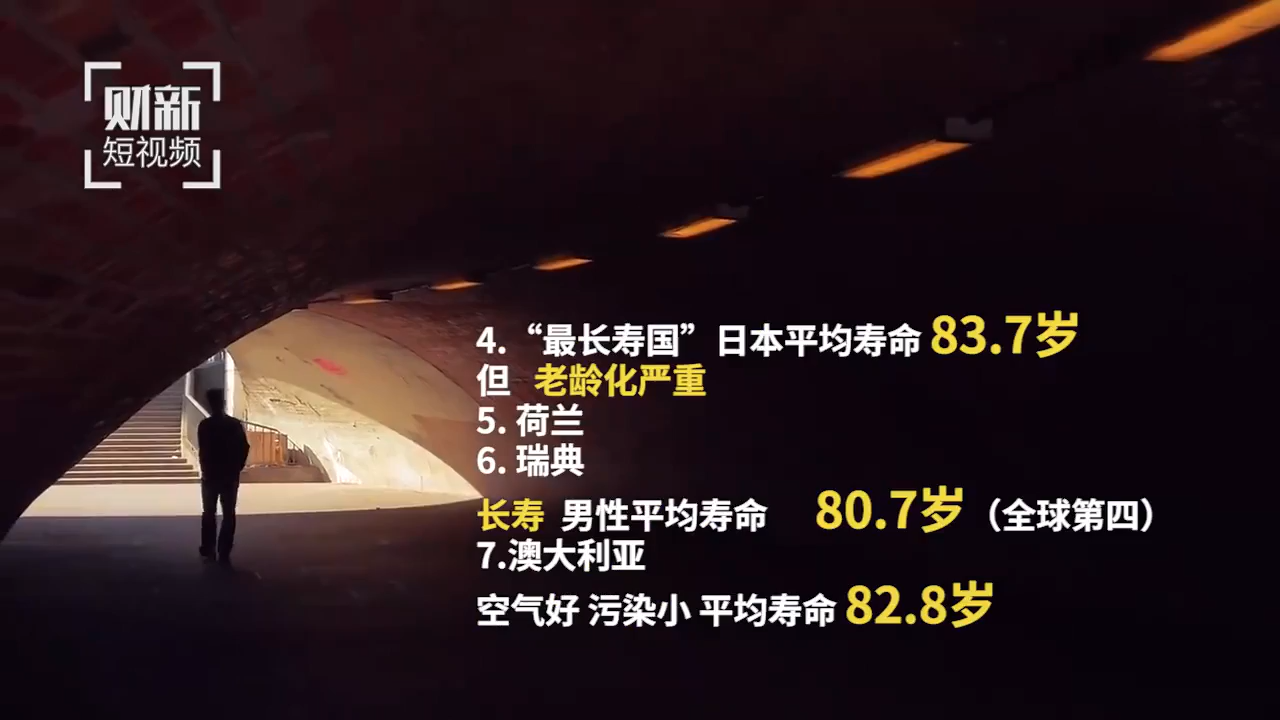 财新
短视频
4.“最长寿国”日本平均寿命 83.7岁
但 老龄化严重
5. 荷兰
6. 瑞典
长寿 男性平均寿命 80.7岁（全球第四）
7.澳大利亚
空气好 污染小 平均寿命 82.8岁